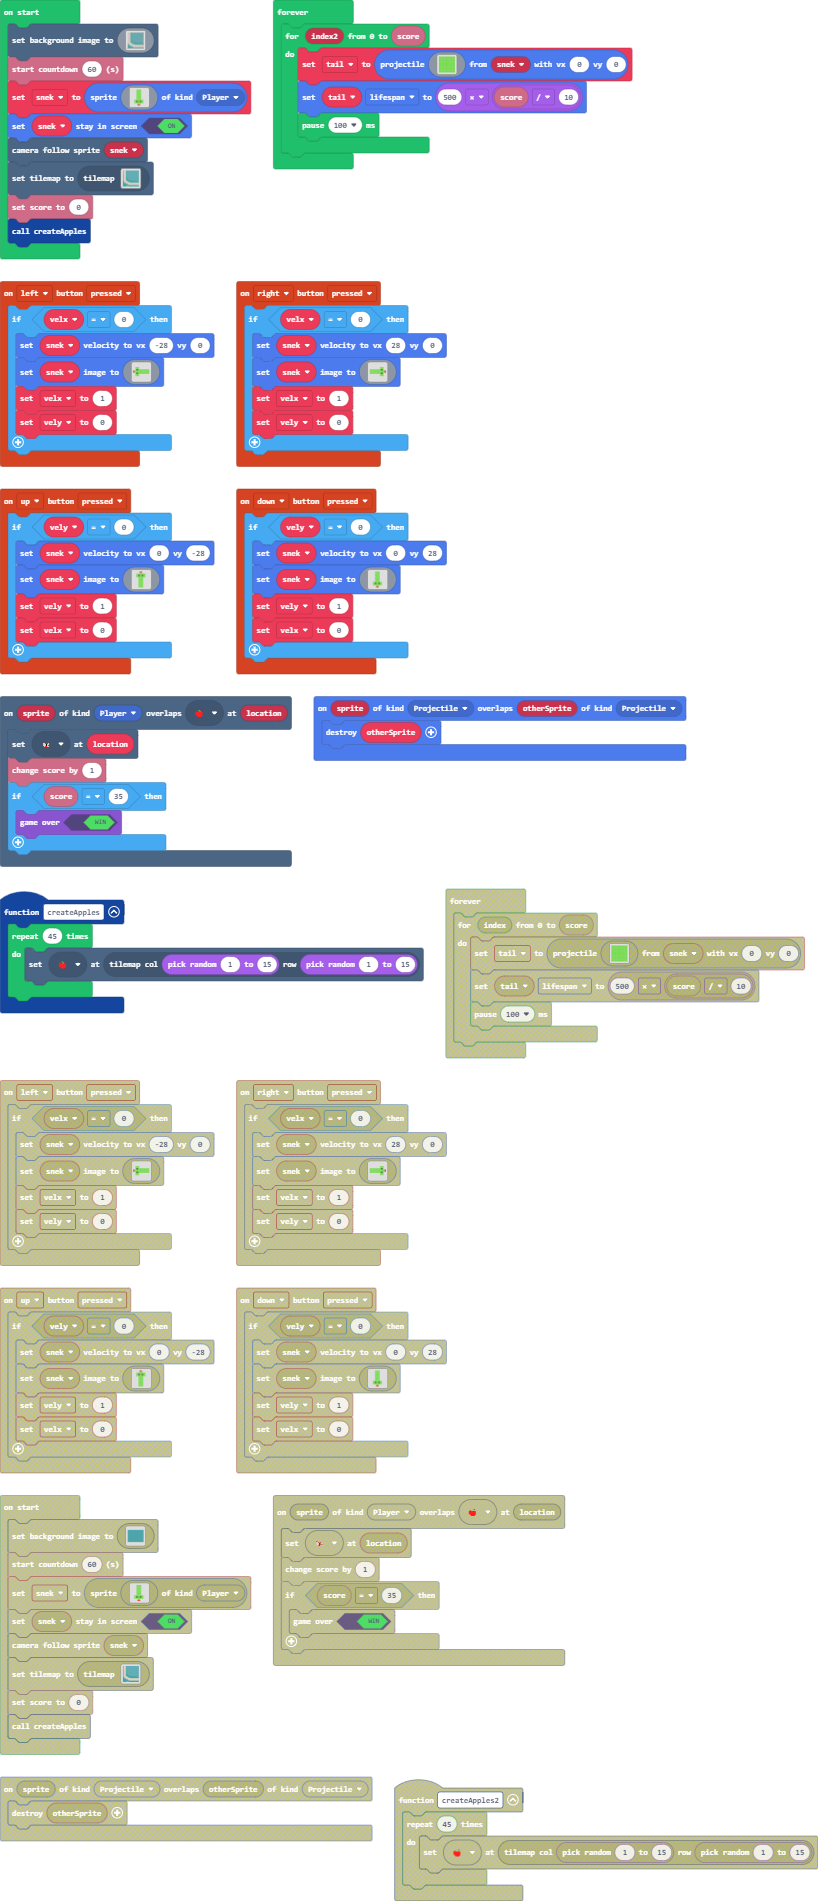 on start
set background image to
start countdown 60 (s)
set snek to sprite of kind Player
set snek stay in screen ON
camera follow sprite snek
set tilemap to tilemap
set score to 0
call createApples
forever
for index2 from 0 to score
do
set tail to projectile from snek with vx 0 vy 0
set tail lifespan to 500 × score / 10
pause 100 ms
on left button pressed
if velx = 0 then
set snek velocity to vx -28 vy 0
set snek image to
set velx to 1
set vely to 0
on right button pressed
if velx = 0 then
set snek velocity to vx 28 vy 0
set snek image to
set velx to 1
set vely to 0
on up button pressed
if vely = 0 then
set snek velocity to vx 0 vy -28
set snek image to
set vely to 1
set velx to 0
on down button pressed
if vely = 0 then
set snek velocity to vx 0 vy 28
set snek image to
set vely to 1
set velx to 0
on sprite of kind Player overlaps at location
set at location
change score by 1
if score = 35 then
game over WIN
on sprite of kind Projectile overlaps otherSprite of kind Projectile
destroy otherSprite
function createApples
repeat 45 times
do
set at tilemap col pick random 1 to 15 row pick random 1 to 15
forever
for index from 0 to score
do
set tail to projectile from snek with vx 0 vy 0
set tail lifespan to 500 × score / 10
pause 100 ms
on left button pressed
if velx = 0 then
set snek velocity to vx -28 vy 0
set snek image to
set velx to 1
set vely to 0
on right button pressed
if velx = 0 then
set snek velocity to vx 28 vy 0
set snek image to
set velx to 1
set vely to 0
on up button pressed
if vely = 0 then
set snek velocity to vx 0 vy -28
set snek image to
set vely to 1
set velx to 0
on down button pressed
if vely = 0 then
set snek velocity to vx 0 vy 28
set snek image to
set vely to 1
set velx to 0
on start
set background image to
start countdown 60 (s)
set snek to sprite of kind Player
set snek stay in screen ON
camera follow sprite snek
set tilemap to tilemap
set score to 0
call createApples
on sprite of kind Player overlaps at location
set at location
change score by 1
if score = 35 then
game over WIN
on sprite of kind Projectile overlaps otherSprite of kind Projectile
destroy otherSprite
function createApples2
repeat 45 times
do
set at tilemap col pick random 1 to 15 row pick random 1 to 15